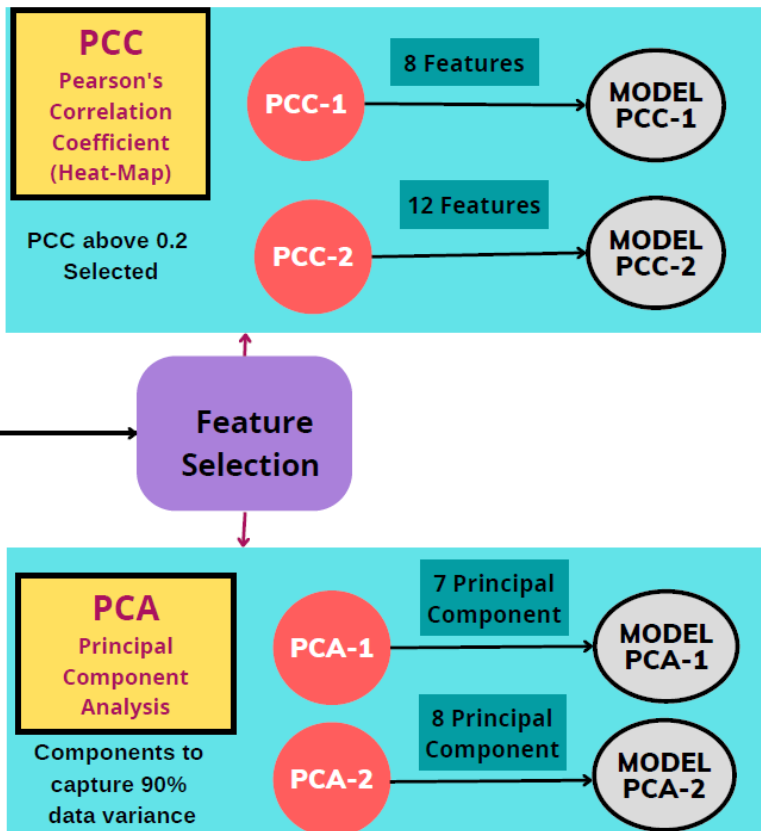 PCC
Pearson's
Correlation
Coefficient
(Heat-Map)
PCC above 0.2
Selected
PCC-1
8 Features
MODEL
PCC-1
PCC-2
12 Features
MODEL
PCC-2
Feature
Selection
PCA
Principal
Component
Analysis
Components to
capture 90%
data variance
PCA-1
7 Principal
Component
MODEL
PCA-1
PCA-2
8 Principal
Component
MODEL
PCA-2